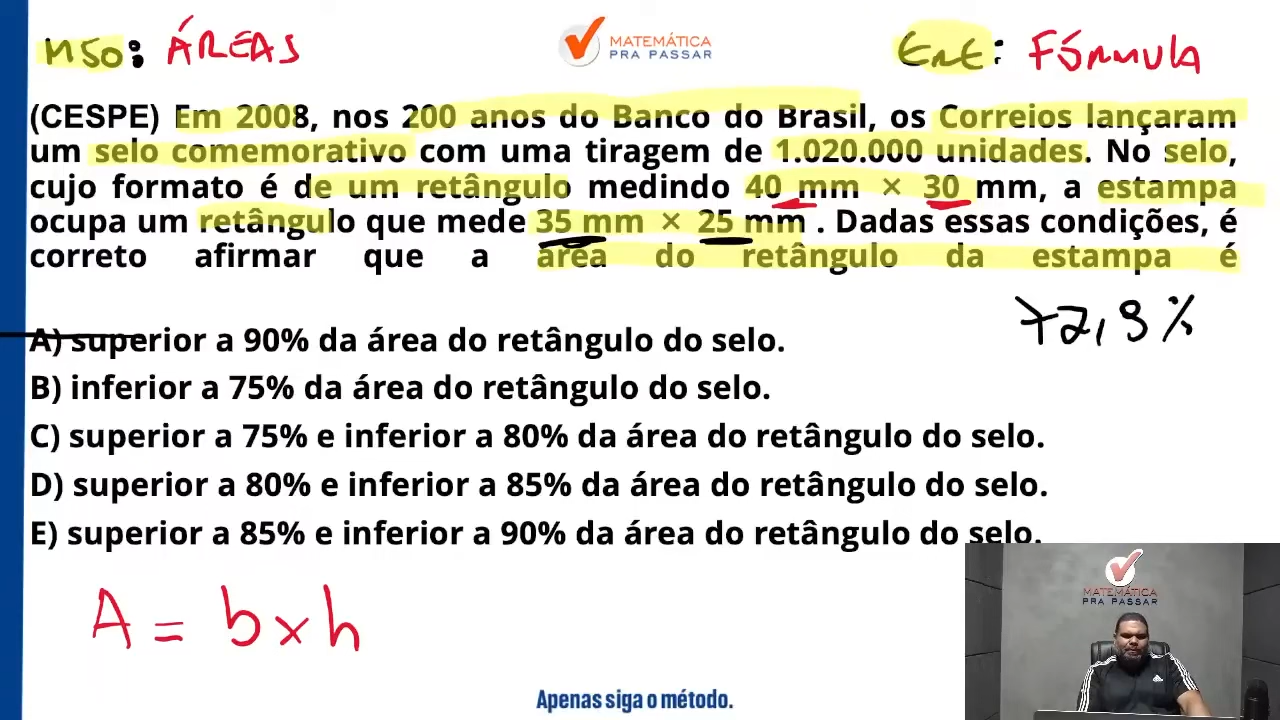 M50: ÁREAS
MATEMÁTICA
PRA PASSAR
: FÓRMULA
(CESPE) Em 2008, nos 200 anos do Banco do Brasil, os Correios lançaram
um selo comemorativo com uma tiragem de 1.020.000 unidades. No selo,
cujo formato é de um retângulo medindo 40 mm × 30 mm, a estampa
ocupa um retângulo que mede 35 mm × 25 mm . Dadas essas condições, é
correto afirmar que a área do retângulo da estampa é
72,9%
A) superior a 90% da área do retângulo do selo.
B) inferior a 75% da área do retângulo do selo.
C) superior a 75% e inferior a 80% da área do retângulo do selo.
D) superior a 80% e inferior a 85% da área do retângulo do selo.
E) superior a 85% e inferior a 90% da área do retângulo do selo.
A = b x h
MATEMÁTICA
PRA PASSAR
Apenas siga o método.